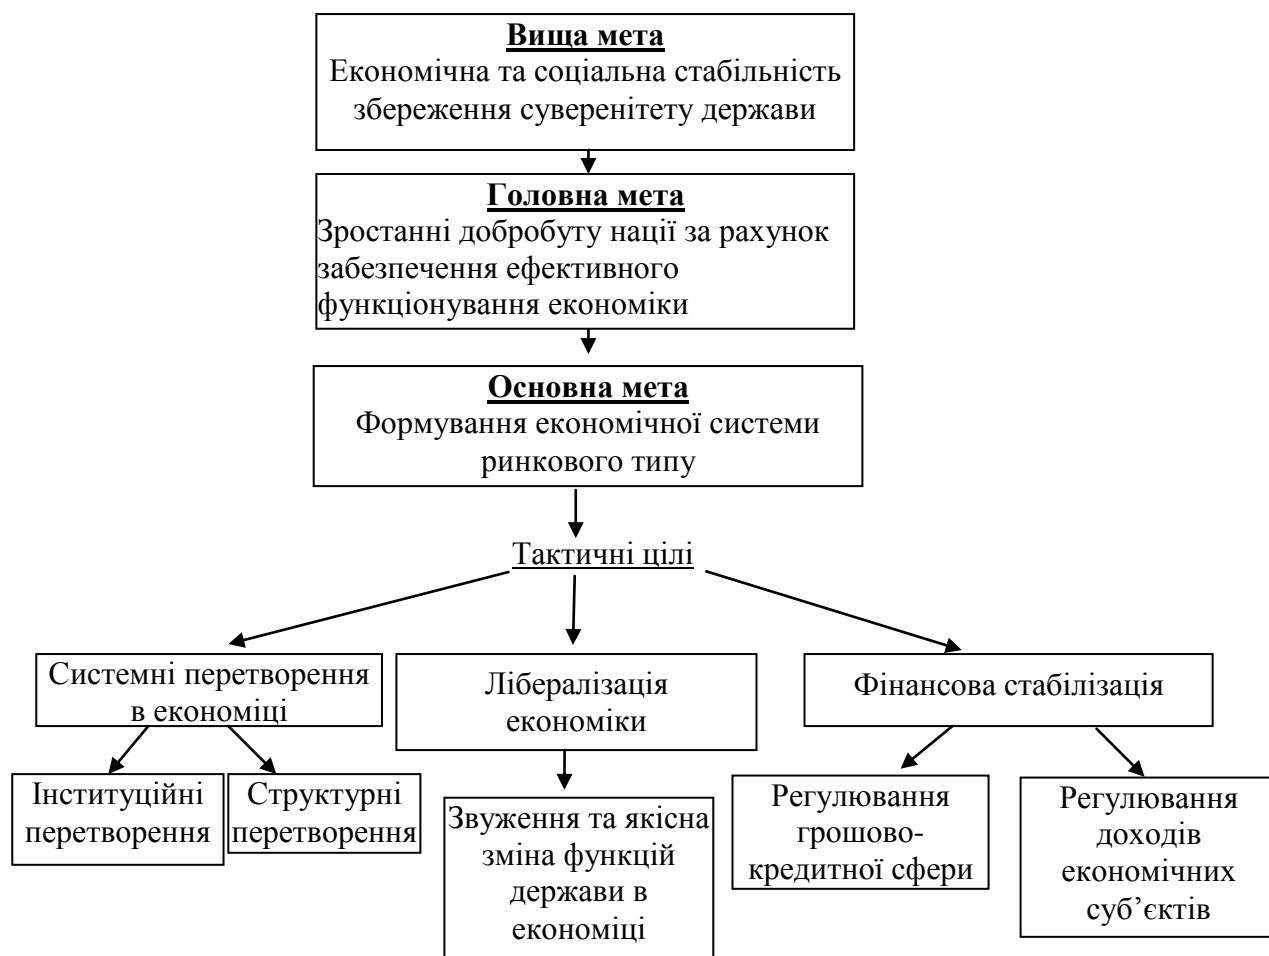 Вища мета
Економічна та соціальна стабільність
збереження суверенітету держави
Головна мета
Зростанні добробуту нації за рахунок
забезпечення ефективного
функціонування економіки
Основна мета
Формування економічної системи
ринкового типу
Тактичні цілі
Системні перетворення
в економіці
Лібералізація
економіки
Фінансова стабілізація
Інституційні
перетворення
Структурні
перетворення
Звуження та якісна
зміна функцій
держави в
економіці
Регулювання
грошово-
кредитної сфери
Регулювання
доходів
економічних
суб’єктів